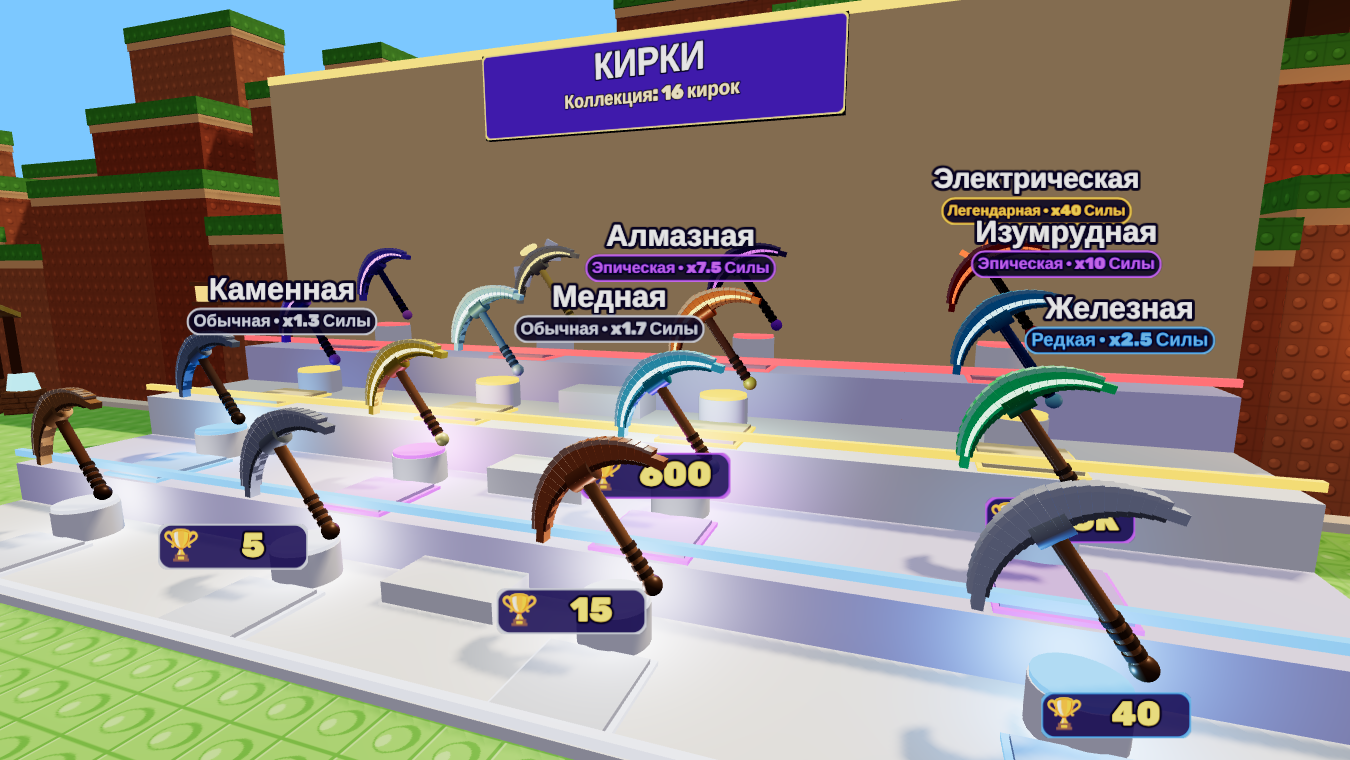 КИРКИ
Коллекция: 16 кирок
Электрическая
Легендарная • x40 Силы
Изумрудная
Эпическая • x10 Силы
Алмазная
Эпическая • x7.5 Силы
Каменная
Обычная • x1.3 Силы
Медная
Обычная • x1.7 Силы
Железная
Редкая • x2.5 Силы
600
5
15
40